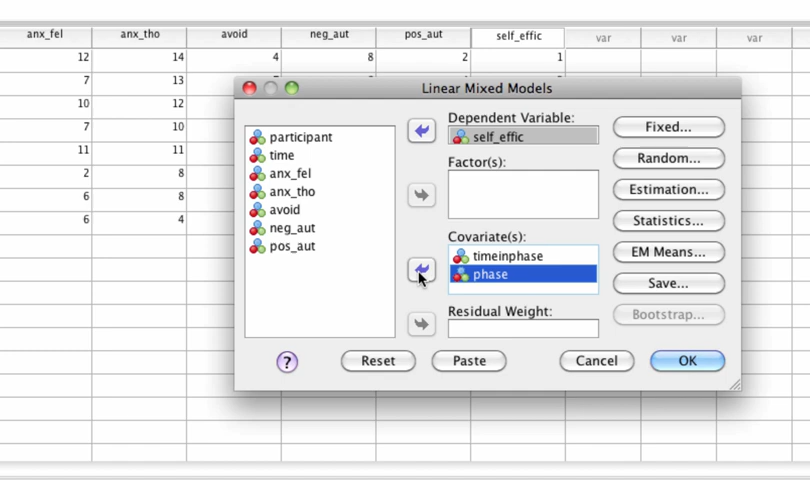 anx_fel anx_tho avoid neg_aut pos_aut self_effic var var var
12 14 4 8 2 1
7 13
10 12
7 10
11 11
2 8
6 8
6 4
Linear Mixed Models
participant
time
anx_fel
anx_tho
avoid
neg_aut
pos_aut
Dependent Variable:
self_effic
Factor(s):
Covariate(s):
timeinphase
phase
Residual Weight:
Fixed...
Random...
Estimation...
Statistics...
EM Means...
Save...
Bootstrap...
? Reset Paste Cancel OK